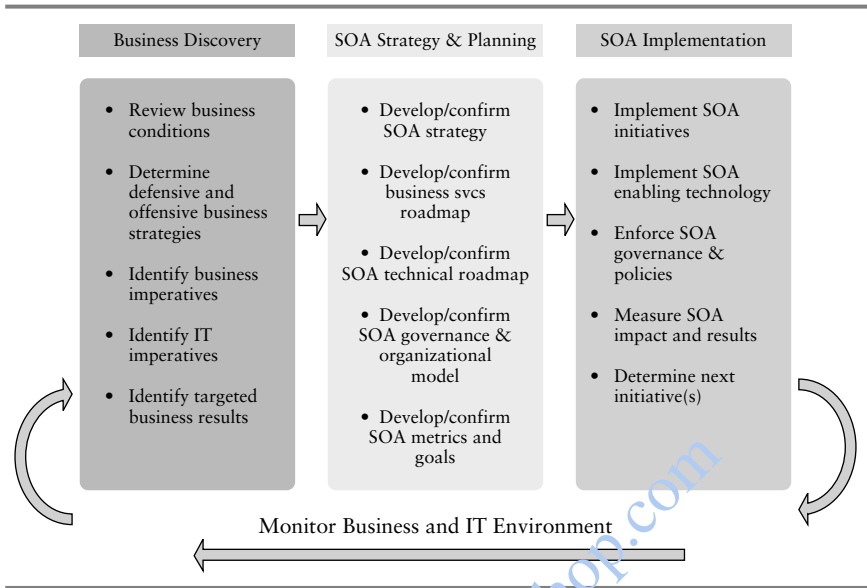 Business Discovery
• Review business
conditions
• Determine
defensive and
offensive business
strategies
• Identify business
imperatives
• Identify IT
imperatives
• Identify targeted
business results
SOA Strategy & Planning
• Develop/confirm
SOA strategy
• Develop/confirm
business svcs
roadmap
• Develop/confirm
SOA technical roadmap
• Develop/confirm
SOA governance &
organizational
model
• Develop/confirm
SOA metrics and
goals
SOA Implementation
• Implement SOA
initiatives
• Implement SOA
enabling technology
• Enforce SOA
governance &
policies
• Measure SOA
impact and results
• Determine next
initiative(s)
Monitor Business and IT Environment
hop.com